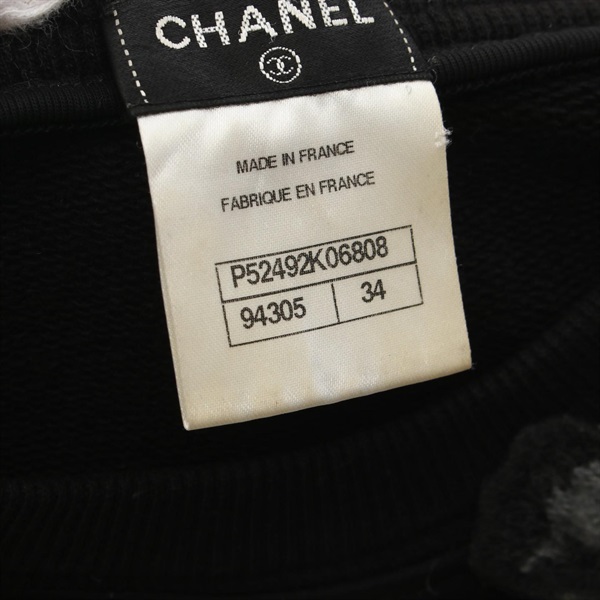 CHANEL
MADE IN FRANCE
FABRIQUE EN FRANCE
P52492K06808
94305 34